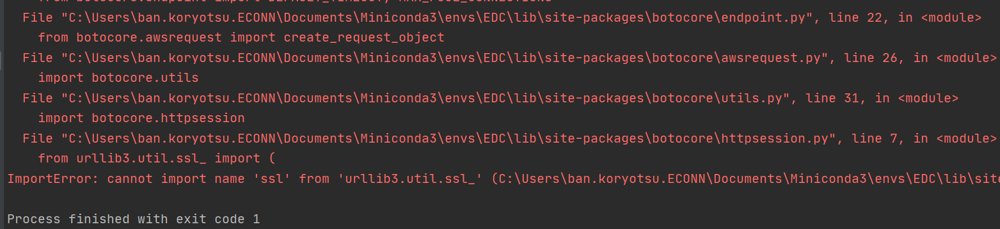 from botocore.endpoint import DEFAULT_TIMEOUT, MAX_POOL_CONNECTIONS
File "C:\Users\ban.koryotsu.ECONN\Documents\Miniconda3\envs\EDC\lib\site-packages\botocore\endpoint.py", line 22, in <module>
from botocore.awsrequest import create_request_object
File "C:\Users\ban.koryotsu.ECONN\Documents\Miniconda3\envs\EDC\lib\site-packages\botocore\awsrequest.py", line 26, in <module>
import botocore.utils
File "C:\Users\ban.koryotsu.ECONN\Documents\Miniconda3\envs\EDC\lib\site-packages\botocore\utils.py", line 31, in <module>
import botocore.httpsession
File "C:\Users\ban.koryotsu.ECONN\Documents\Miniconda3\envs\EDC\lib\site-packages\botocore\httpsession.py", line 7, in <module>
from urllib3.util.ssl_ import (
ImportError: cannot import name 'ssl' from 'urllib3.util.ssl_' (C:\Users\ban.koryotsu.ECONN\Documents\Miniconda3\envs\EDC\lib\site
Process finished with exit code 1